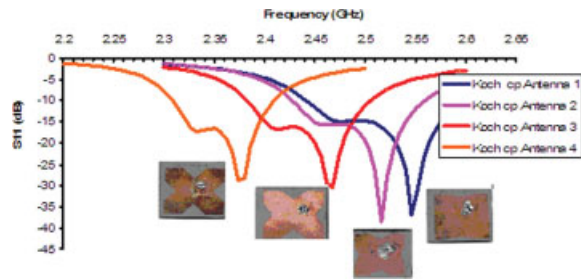 Frequency (GHz)
2.2 2.25 2.3 2.35 2.4 2.45 2.5 2.55 2.6 2.65
0
-5
-10
-15
-20
-25
-30
-35
-40
-45
S11 (dB)
Koch cp Antenna 1
Koch cp Antenna 2
Koch cp Antenna 3
Koch cp Antenna 4